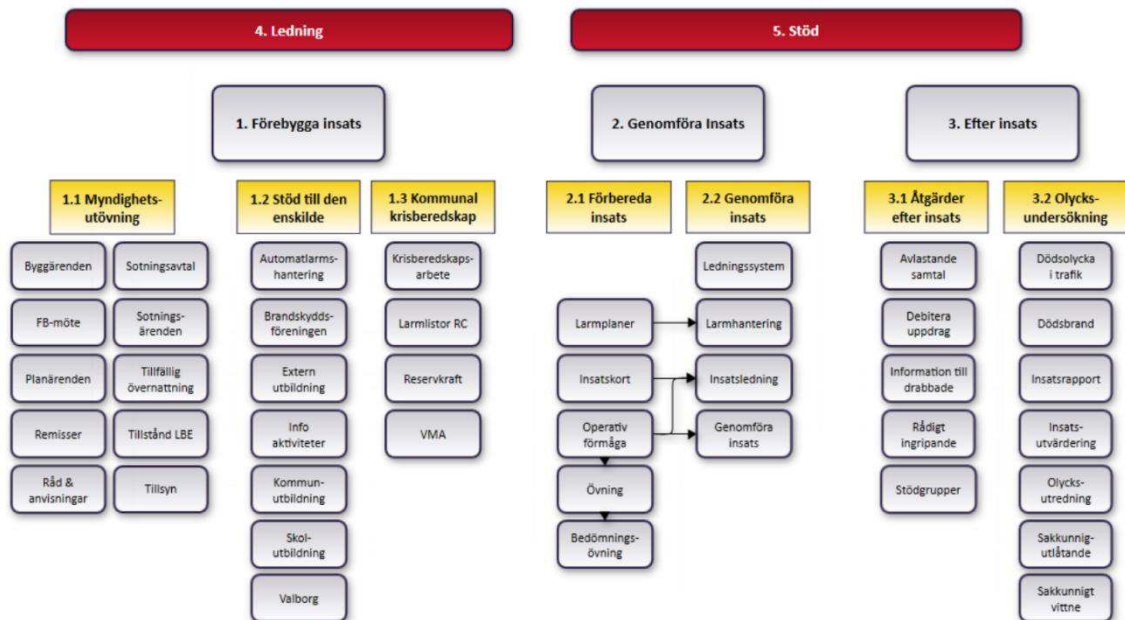 4. Ledning
5. Stöd
1. Förebygga insats
2. Genomföra Insats
3. Efter insats
1.1 Myndighets-
utövning
1.2 Stöd till den
enskilde
1.3 Kommunal
krisberedskap
2.1 Förbereda
insats
2.2 Genomföra
insats
3.1 Åtgärder
efter insats
3.2 Olycks-
undersökning
Byggärenden
FB-möte
Planärenden
Remisser
Råd &
anvisningar
Sotningsavtal
Sotnings-
ärenden
Tillfällig
övernattning
Tillstånd LBE
Tillsyn
Automatlarms-
hantering
Brandskydds-
föreningen
Extern
utbildning
Info
aktiviteter
Kommun-
utbildning
Skol-
utbildning
Valborg
Krisberedskaps-
arbete
Larmlistor RC
Reservkraft
VMA
Larmplaner
Insatskort
Operativ
förmåga
Övning
Bedömnings-
övning
Ledningssystem
Larmhantering
Insatsledning
Genomföra
insats
Avlastande
samtal
Debitera
uppdrag
Information till
drabbade
Rådigt
ingripande
Stödgrupper
Dödsolycka
i trafik
Dödsbrand
Insatsrapport
Insats-
utvärdering
Olycks-
utredning
Sakkunnig-
utlåtande
Sakkunnigt
vittne